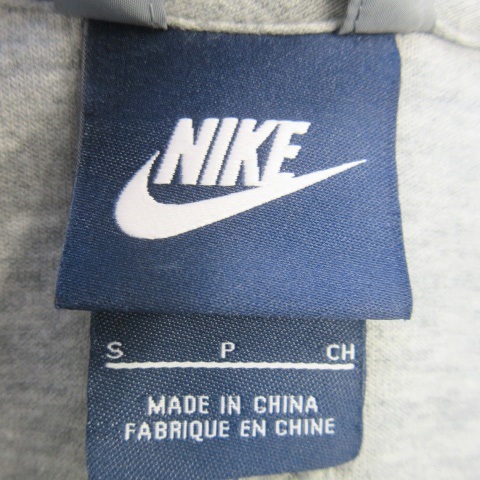 NIKE
S P CH
MADE IN CHINA
FABRIQUE EN CHINE